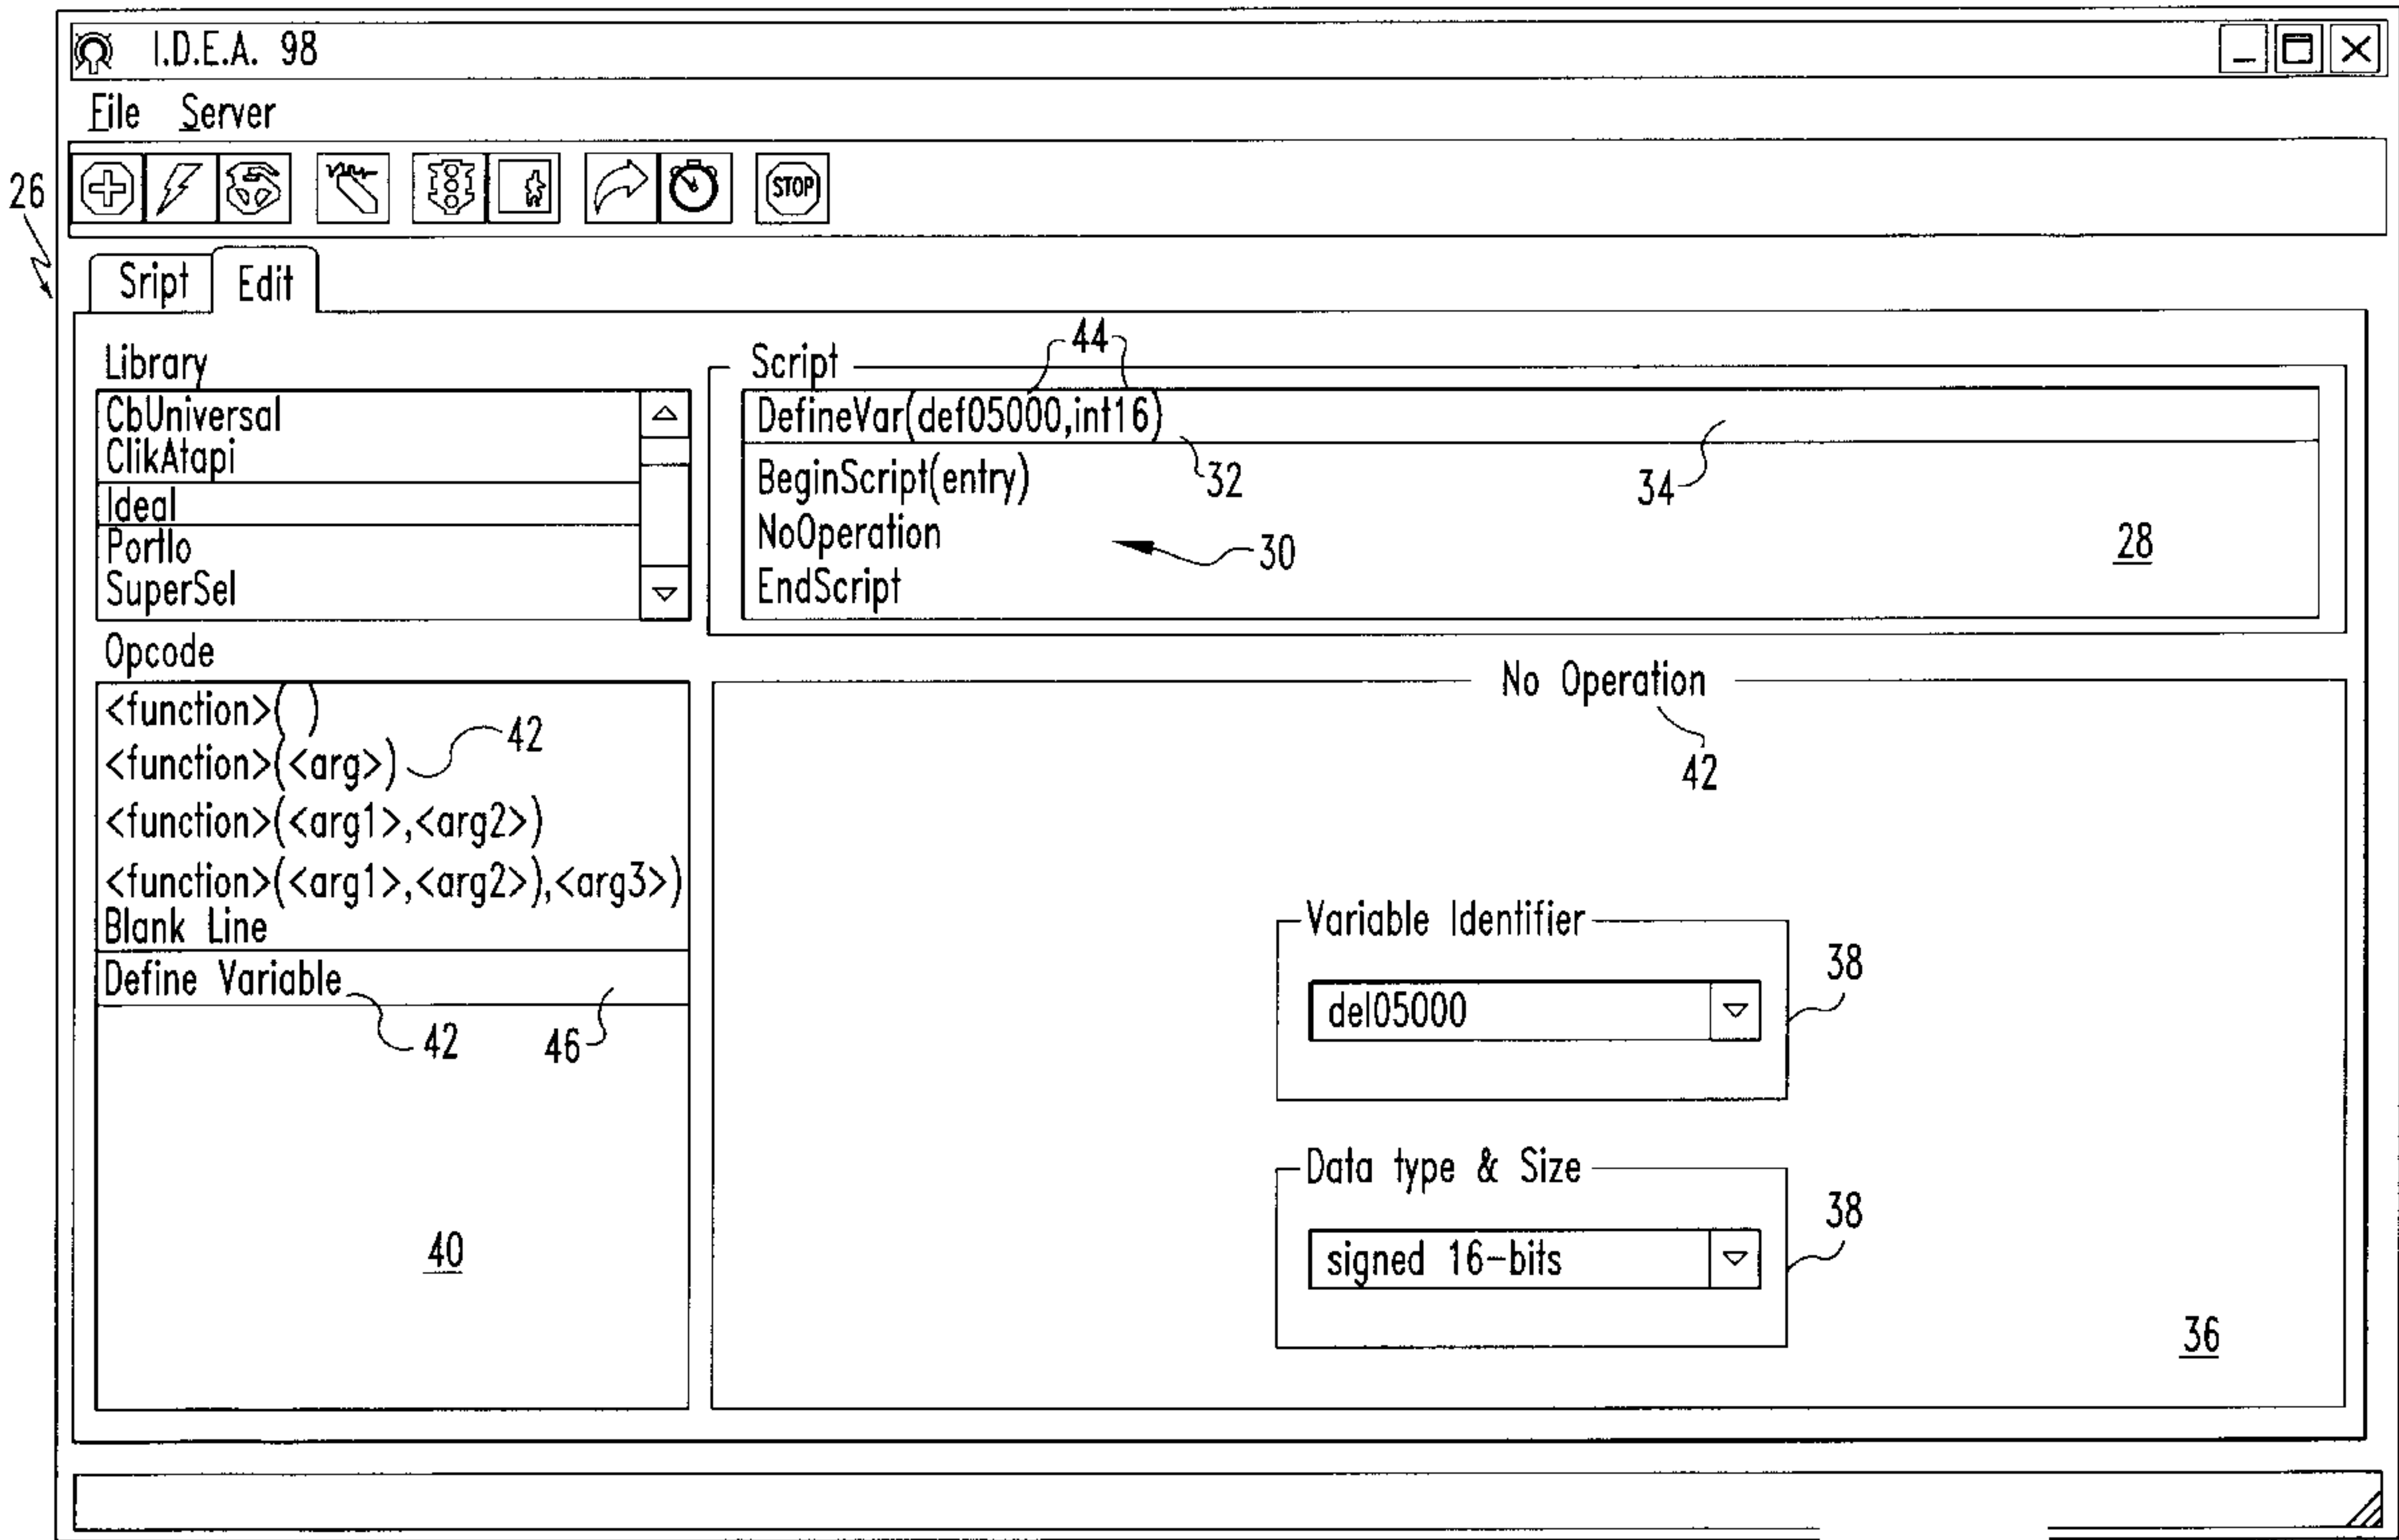 I.D.E.A. 98
File Server
STOP
26
Sript Edit
Library
CbUniversal
ClikAtapi
Ideal
PortIo
SuperSel
Script
44
DefineVar(def05000,int16)
BeginScript(entry)
NoOperation
EndScript
32
34
30
28
Opcode
<function>( )
<function>(<arg>)
<function>(<arg1>,<arg2>)
<function>(<arg1>,<arg2>),<arg3>)
Blank Line
Define Variable
42
42
46
40
No Operation
42
Variable Identifier
del05000
38
Data type & Size
signed 16-bits
38
36